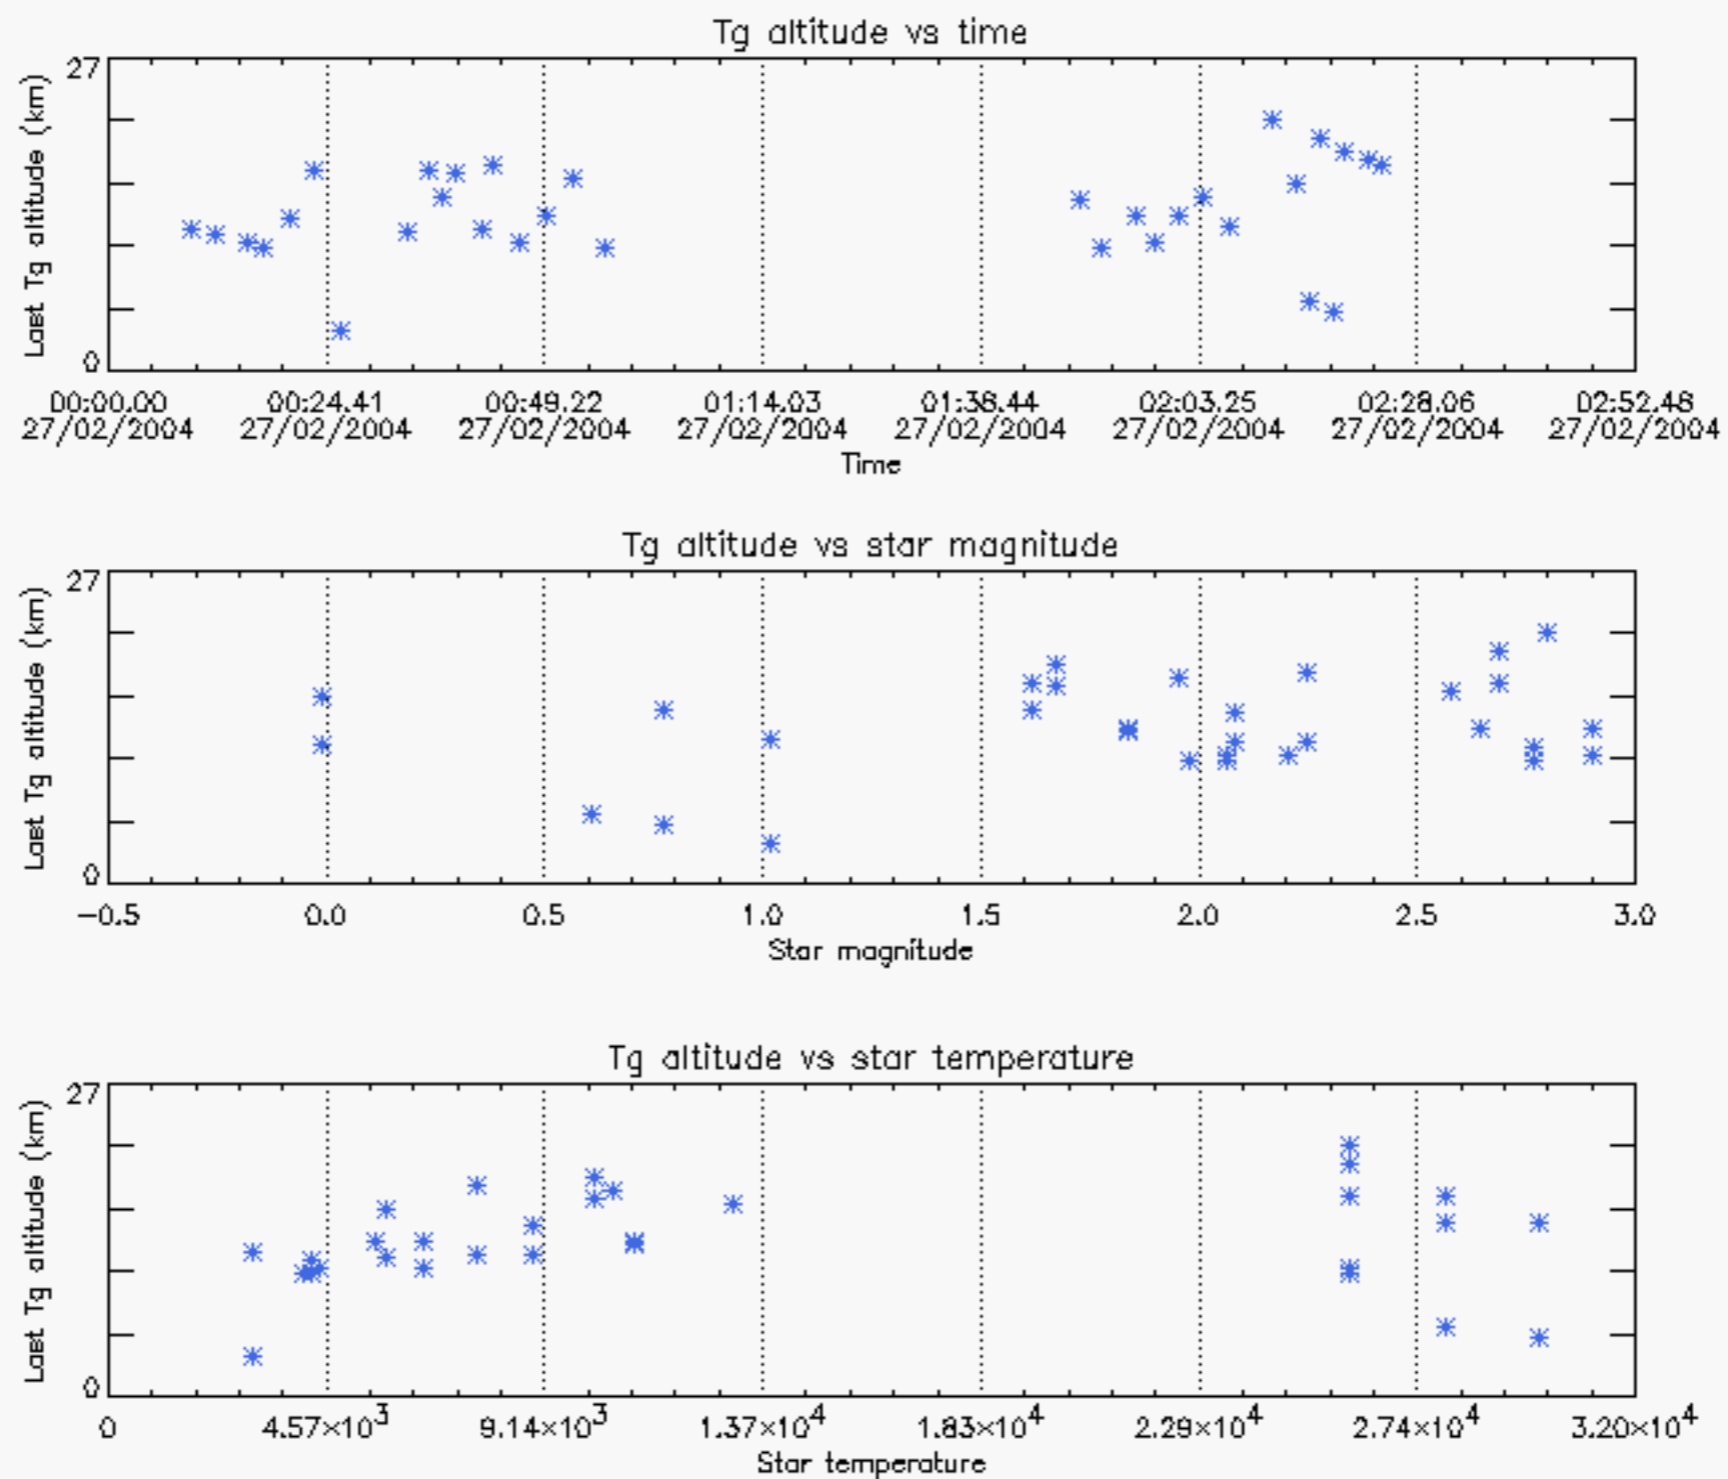 Tg altitude vs time
27
Last Tg altitude (km)
0
00:00.00 00:24.41 00:49.22 01:14.03 01:38.44 02:03.25 02:28.06 02:52.48
27/02/2004 27/02/2004 27/02/2004 27/02/2004 27/02/2004 27/02/2004 27/02/2004 27/02/2004
Time
Tg altitude vs star magnitude
27
Last Tg altitude (km)
0
−0.5 0.0 0.5 1.0 1.5 2.0 2.5 3.0
Star magnitude
Tg altitude vs star temperature
27
Last Tg altitude (km)
0
0 4.57×10³ 9.14×10³ 1.37×10⁴ 1.83×10⁴ 2.29×10⁴ 2.74×10⁴ 3.20×10⁴
Star temperature